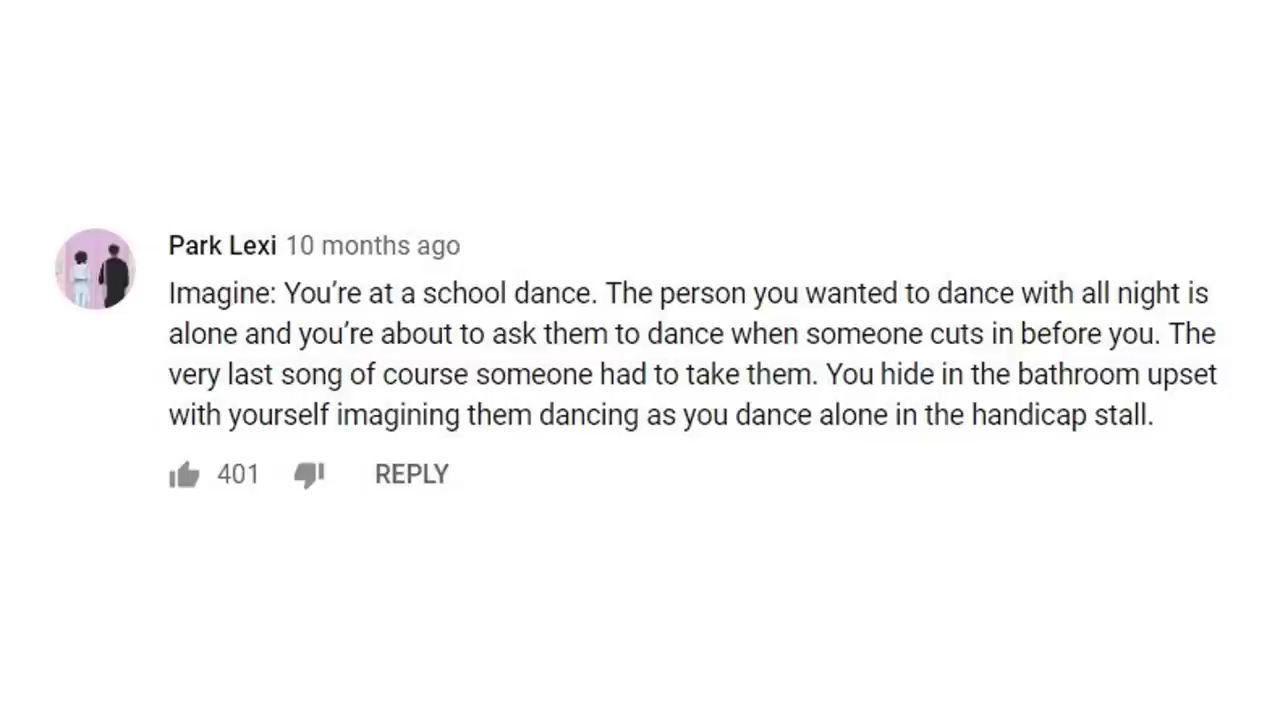 Park Lexi 10 months ago
Imagine: You’re at a school dance. The person you wanted to dance with all night is
alone and you’re about to ask them to dance when someone cuts in before you. The
very last song of course someone had to take them. You hide in the bathroom upset
with yourself imagining them dancing as you dance alone in the handicap stall.
401 REPLY